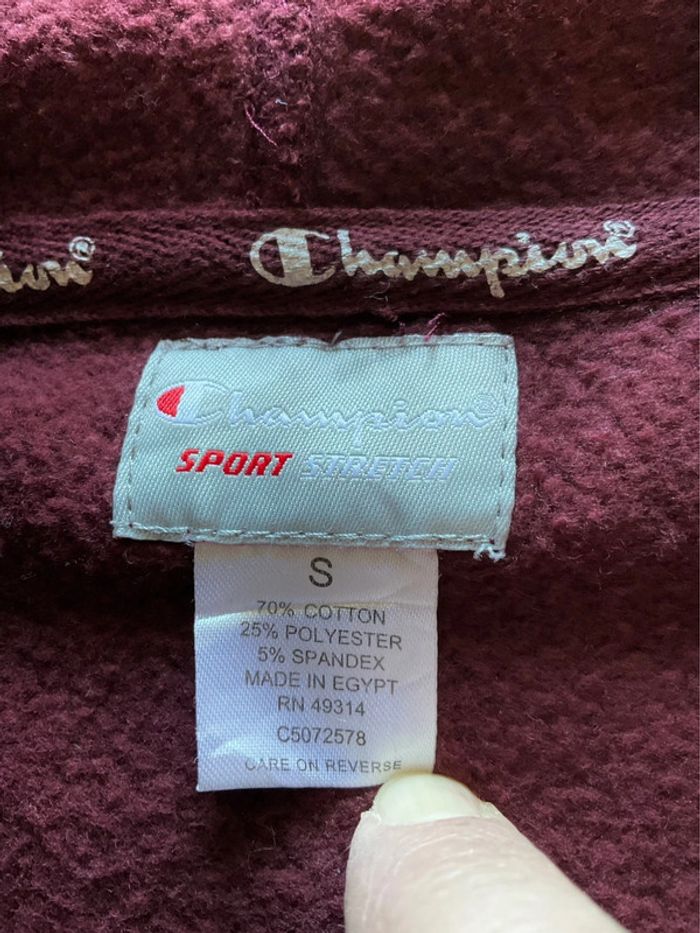 ion®
Champion®
Champion®
SPORT STRETCH
S
70% COTTON
25% POLYESTER
5% SPANDEX
MADE IN EGYPT
RN 49314
C5072578
CARE ON REVERSE